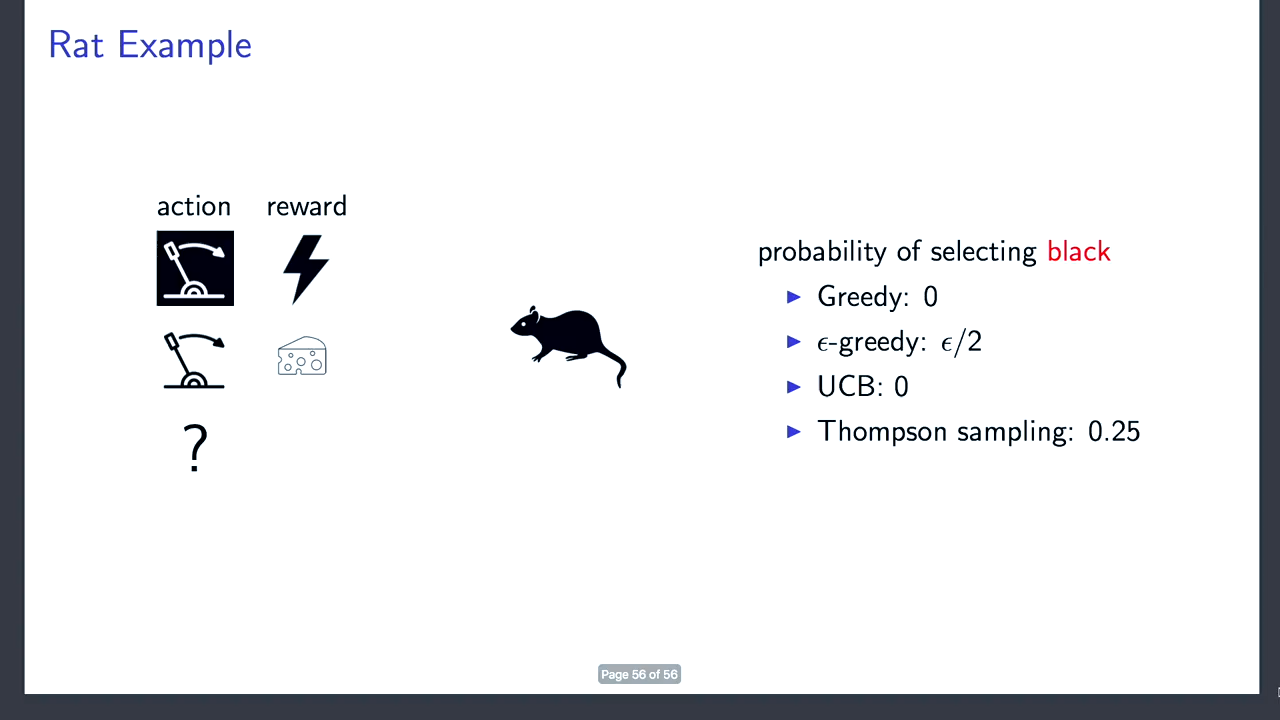 Rat Example
action reward
?
probability of selecting black
▶ Greedy: 0
▶ ϵ-greedy: ϵ/2
▶ UCB: 0
▶ Thompson sampling: 0.25
Page 56 of 56